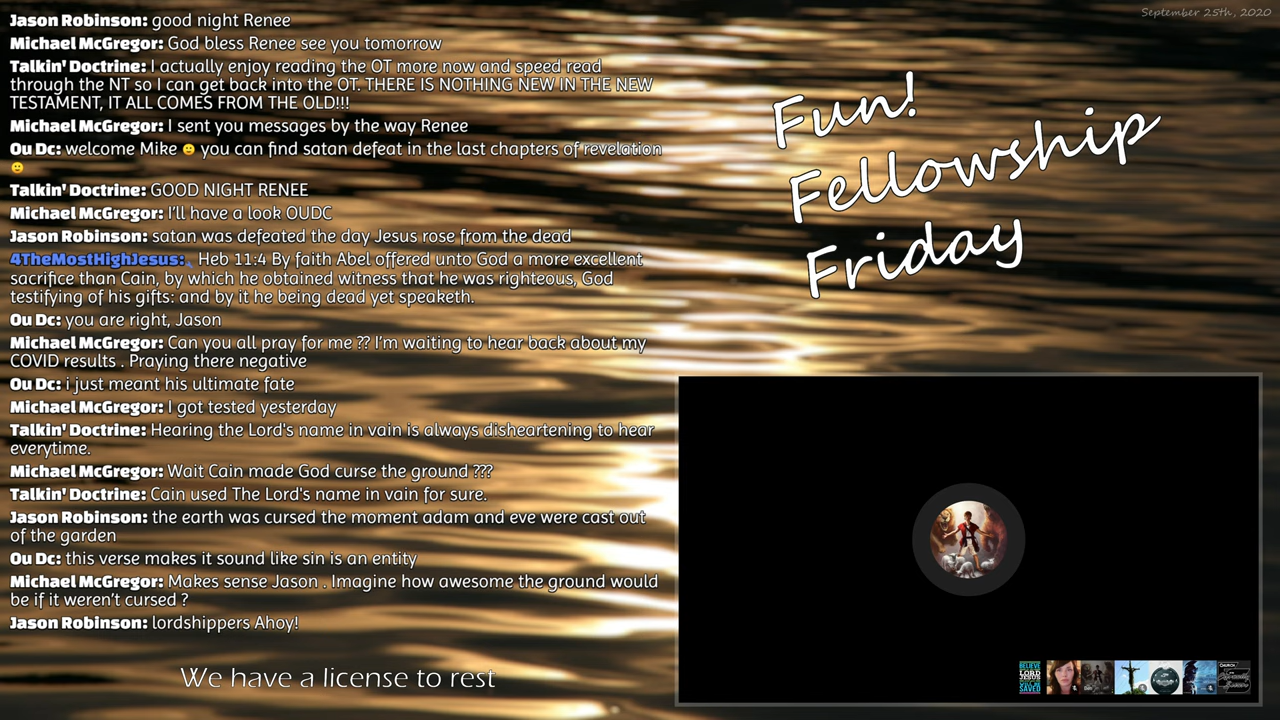 September 25th, 2020
Jason Robinson: good night Renee
Michael McGregor: God bless Renee see you tomorrow
Talkin' Doctrine: I actually enjoy reading the OT more now and speed read
through the NT so I can get back into the OT. THERE IS NOTHING NEW IN THE NEW
TESTAMENT, IT ALL COMES FROM THE OLD!!!
Michael McGregor: I sent you messages by the way Renee
Ou Dc: welcome Mike 🙂 you can find satan defeat in the last chapters of revelation
🙂
Talkin' Doctrine: GOOD NIGHT RENEE
Michael McGregor: I'll have a look OUDC
Jason Robinson: satan was defeated the day Jesus rose from the dead
4TheMostHighJesus: Heb 11:4 By faith Abel offered unto God a more excellent
sacrifice than Cain, by which he obtained witness that he was righteous, God
testifying of his gifts: and by it he being dead yet speaketh.
Ou Dc: you are right, Jason
Michael McGregor: Can you all pray for me ?? I'm waiting to hear back about my
COVID results . Praying there negative
Ou Dc: i just meant his ultimate fate
Michael McGregor: I got tested yesterday
Talkin' Doctrine: Hearing the Lord's name in vain is always disheartening to hear
everytime.
Michael McGregor: Wait Cain made God curse the ground ???
Talkin' Doctrine: Cain used The Lord's name in vain for sure.
Jason Robinson: the earth was cursed the moment adam and eve were cast out
of the garden
Ou Dc: this verse makes it sound like sin is an entity
Michael McGregor: Makes sense Jason . Imagine how awesome the ground would
be if it weren't cursed ?
Jason Robinson: lordshippers Ahoy!
We have a license to rest
Fun!
Fellowship
Friday
BELIEVE
LORD
JESUS
SAVED
CHURCH